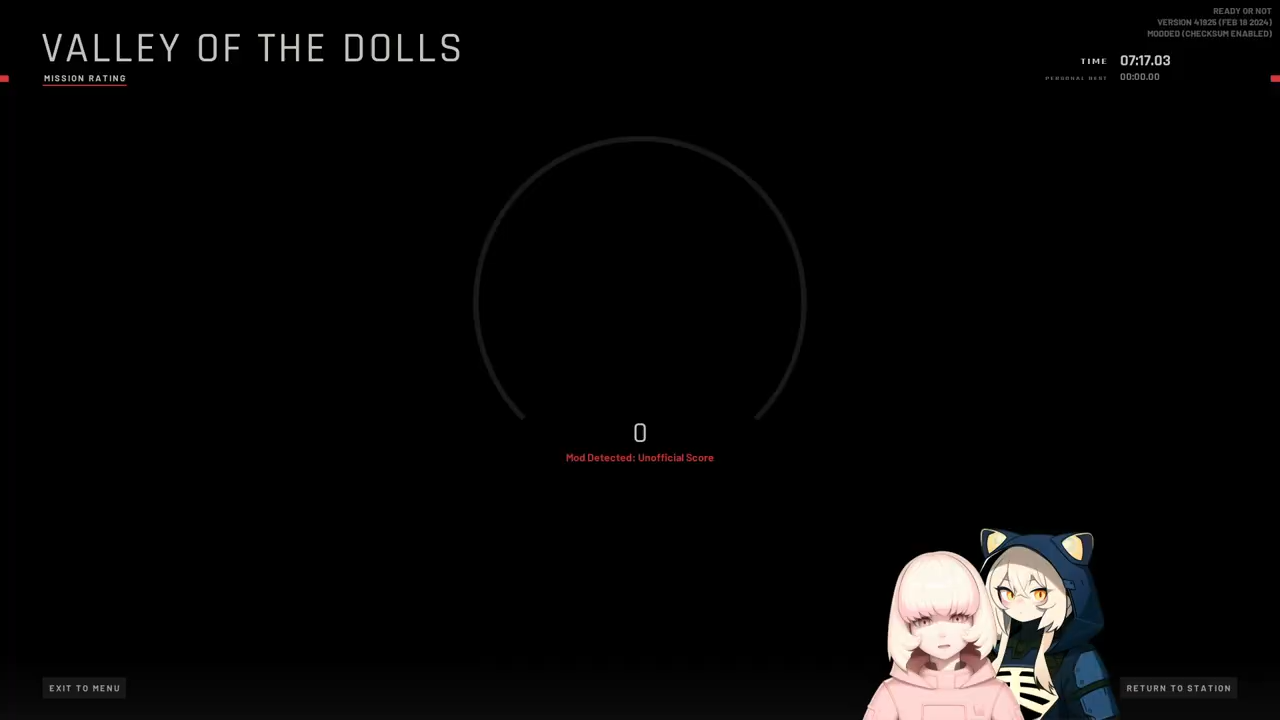 READY OR NOT
VERSION 41925 (FEB 18 2024)
MODDED (CHECKSUM ENABLED)
VALLEY OF THE DOLLS
MISSION RATING
TIME 07:17.03
PERSONAL BEST 00:00.00
0
Mod Detected: Unofficial Score
EXIT TO MENU
RETURN TO STATION